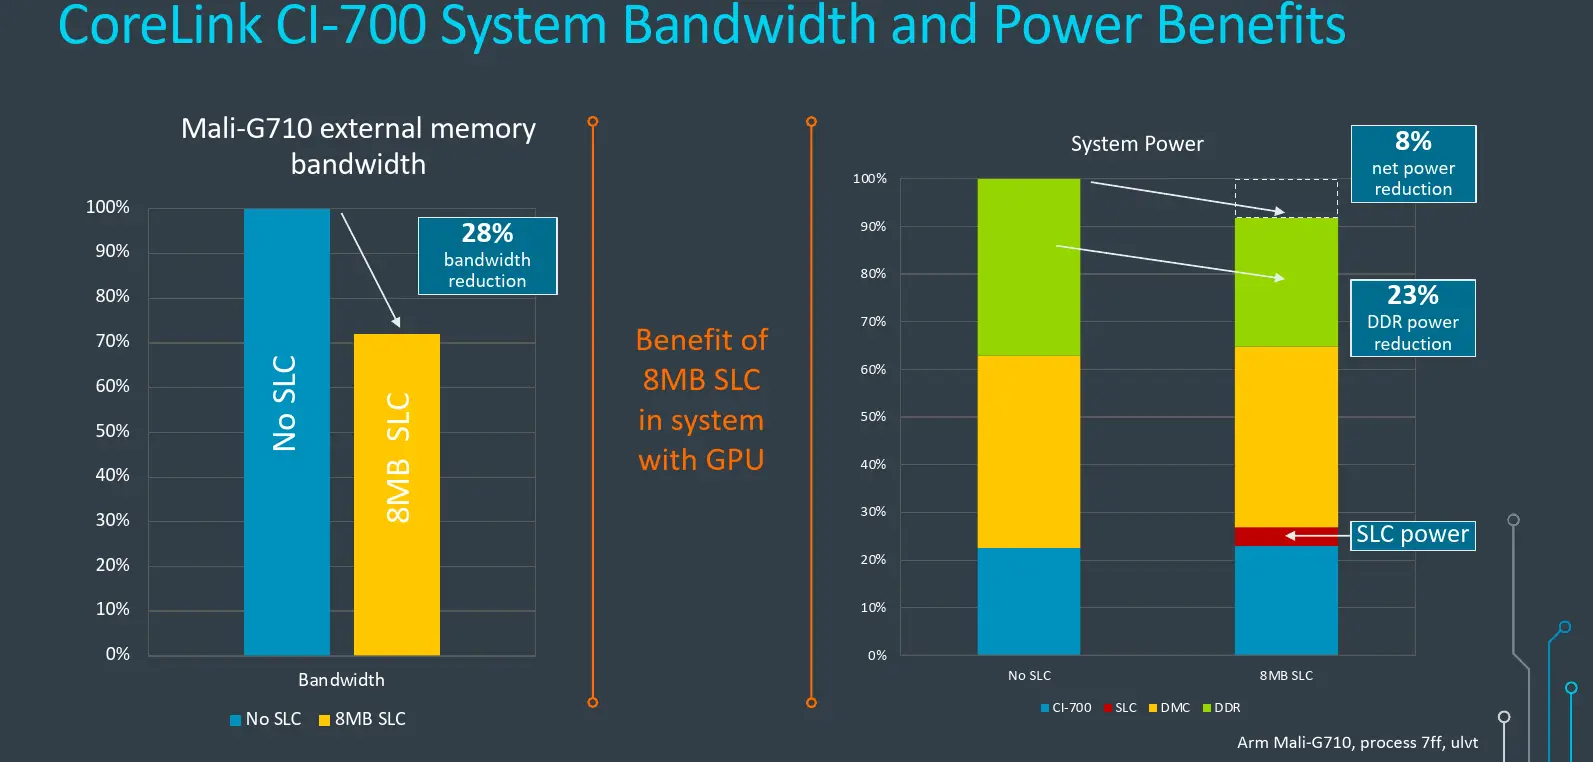 CoreLink CI-700 System Bandwidth and Power Benefits
Mali-G710 external memory
bandwidth
100%
90%
80%
70%
60%
50%
40%
30%
20%
10%
0%
No SLC
8MB SLC
28%
bandwidth
reduction
Bandwidth
No SLC
8MB SLC
Benefit of
8MB SLC
in system
with GPU
System Power
100%
90%
80%
70%
60%
50%
40%
30%
20%
10%
0%
8%
net power
reduction
23%
DDR power
reduction
SLC power
No SLC
8MB SLC
CI-700
SLC
DMC
DDR
Arm Mali-G710, process 7ff, ulvt